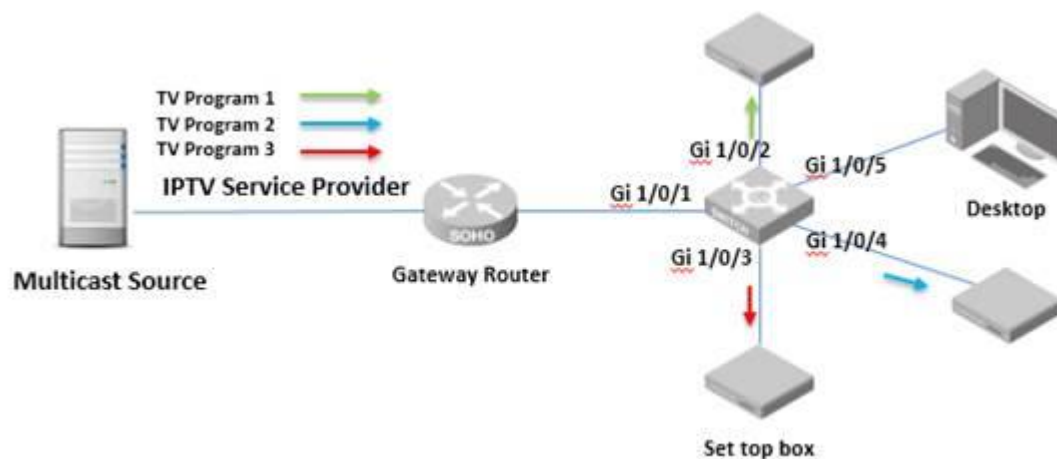 TV Program 1
TV Program 2
TV Program 3
IPTV Service Provider
Multicast Source
SOHO
Gateway Router
Gi 1/0/1
Gi 1/0/2
Gi 1/0/5
SWITCH
Desktop
Gi 1/0/3
Gi 1/0/4
Set top box